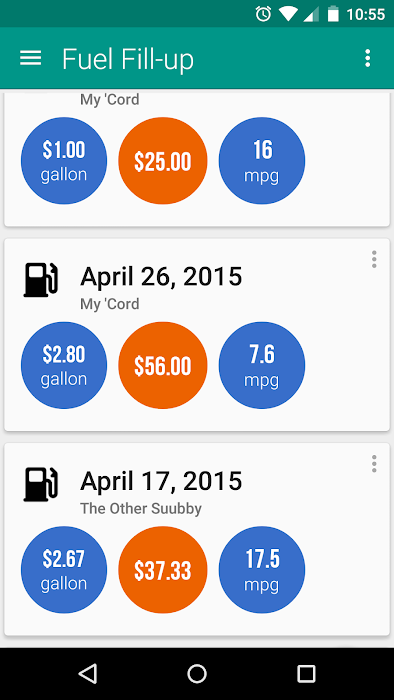 10:55
Fuel Fill-up
My 'Cord
$1.00
gallon
$25.00
16
mpg
April 26, 2015
My 'Cord
$2.80
gallon
$56.00
7.6
mpg
April 17, 2015
The Other Suubby
$2.67
gallon
$37.33
17.5
mpg